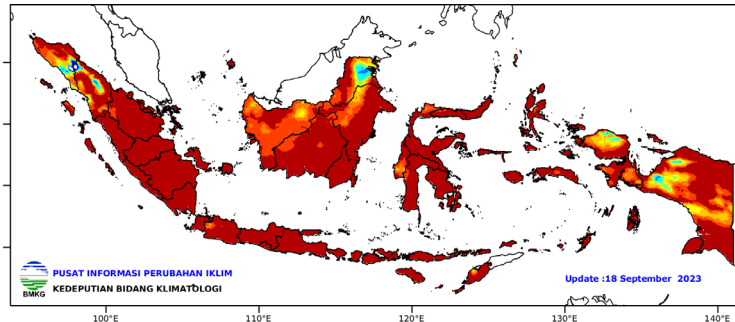 PUSAT INFORMASI PERUBAHAN IKLIM
KEDEPUTIAN BIDANG KLIMATOLOGI
BMKG
Update :18 September 2023
100°E
110°E
120°E
130°E
140°E